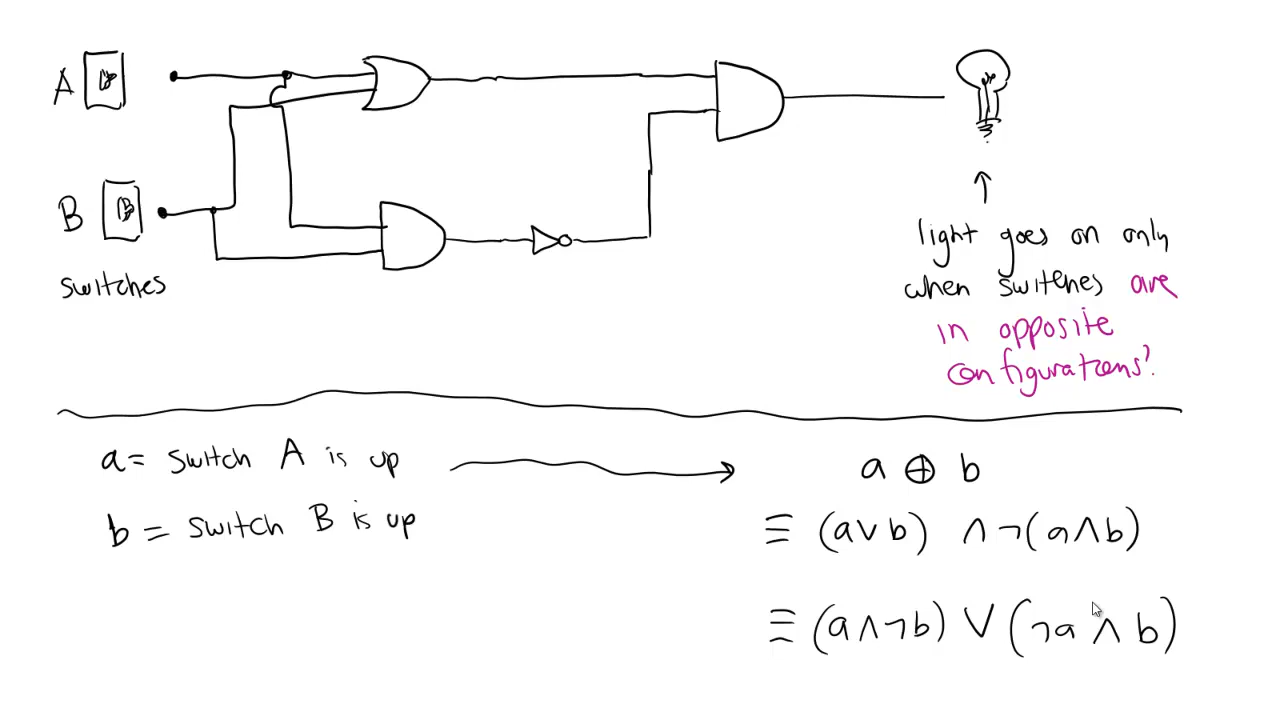 A
B
switches
light goes on only
when switches are
in opposite
configurations?
a = switch A is up
b = switch B is up
a ⊕ b
≡ (a ∨ b) ∧ ¬(a ∧ b)
≡ (a ∧ ¬b) ∨ (¬a ∧ b)